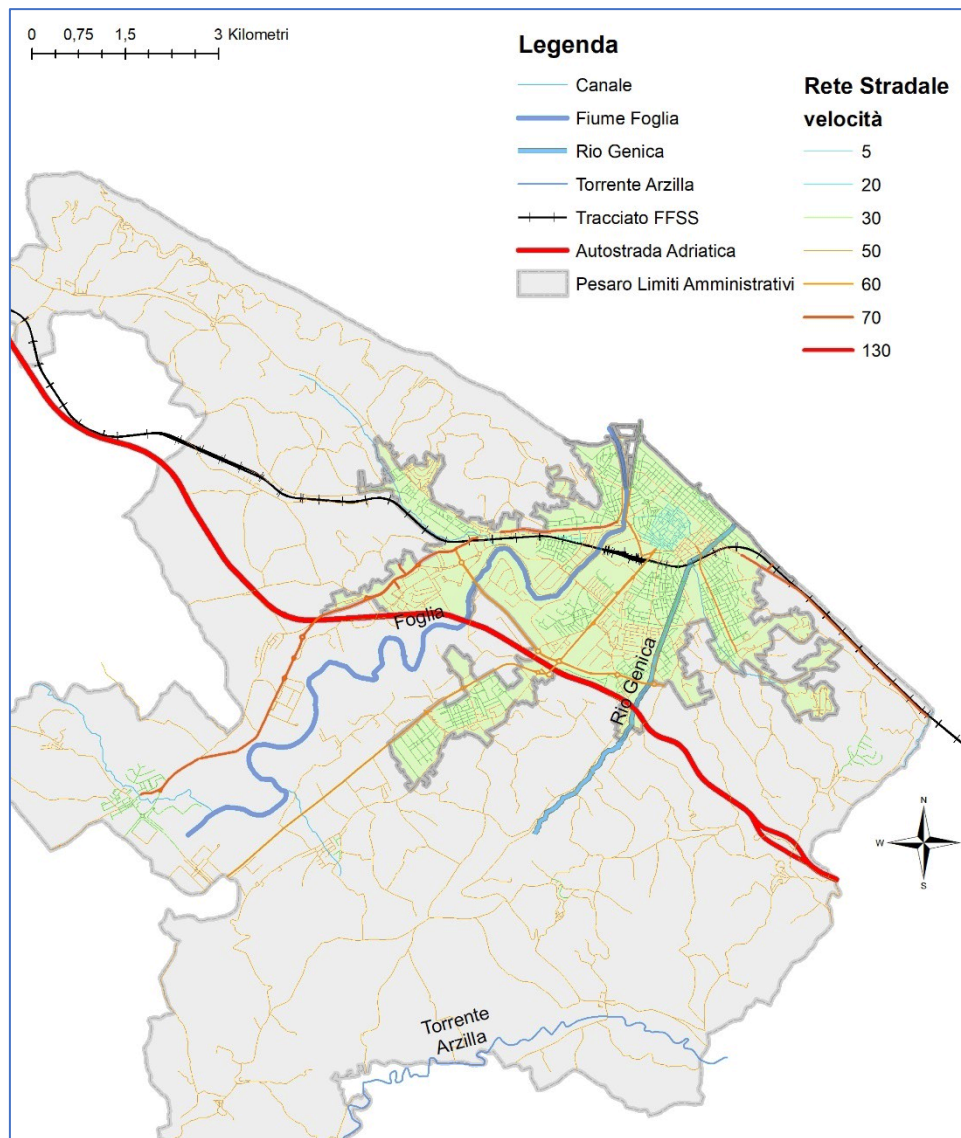 0 0,75 1,5 3 Kilometri
Legenda
Canale
Fiume Foglia
Rio Genica
Torrente Arzilla
Tracciato FFSS
Autostrada Adriatica
Pesaro Limiti Amministrativi
Rete Stradale
velocità
5
20
30
50
60
70
130
Foglia
Rio Genica
N
W
E
S
Torrente
Arzilla